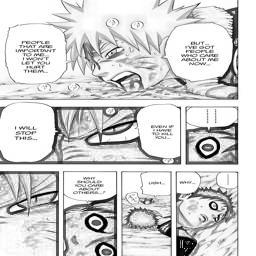 BUT...
I'VE GOT
PEOPLE WHO
CARE ABOUT
ME NOW...
PEOPLE
THAT ARE
IMPORTANT
TO ME...
I WON'T
LET YOU
HURT
THEM...
EVEN IF
I HAVE
TO KILL
YOU...
I WILL
STOP
THIS...
WHY...
UGH...
WHY
SHOULD
YOU CARE
ABOUT
OTHERS...?